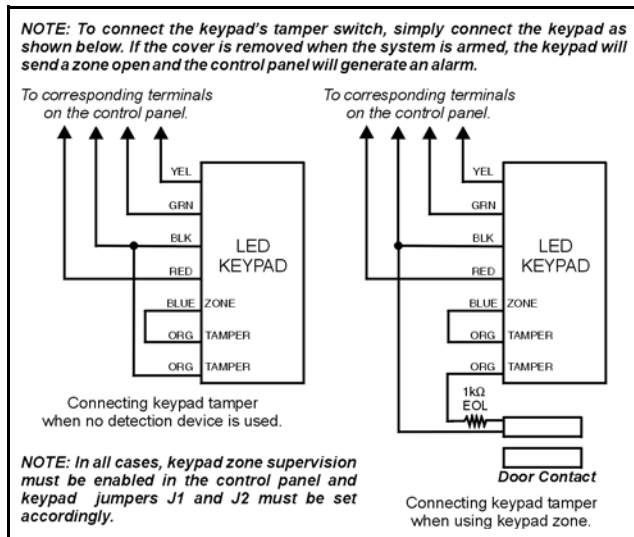 NOTE: To connect the keypad's tamper switch, simply connect the keypad as
shown below. If the cover is removed when the system is armed, the keypad will
send a zone open and the control panel will generate an alarm.
To corresponding terminals
on the control panel.
YEL
GRN
BLK
RED
BLUE ZONE
ORG TAMPER
ORG TAMPER
LED
KEYPAD
Connecting keypad tamper
when no detection device is used.
NOTE: In all cases, keypad zone supervision
must be enabled in the control panel and
keypad jumpers J1 and J2 must be set
accordingly.
To corresponding terminals
on the control panel.
YEL
GRN
BLK
RED
BLUE ZONE
ORG TAMPER
ORG TAMPER
LED
KEYPAD
1kΩ
EOL
Door Contact
Connecting keypad tamper
when using keypad zone.